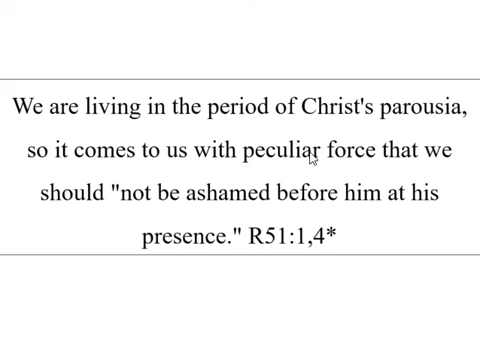 We are living in the period of Christ's parousia,
so it comes to us with peculiar force that we
should "not be ashamed before him at his
presence." R51:1,4*